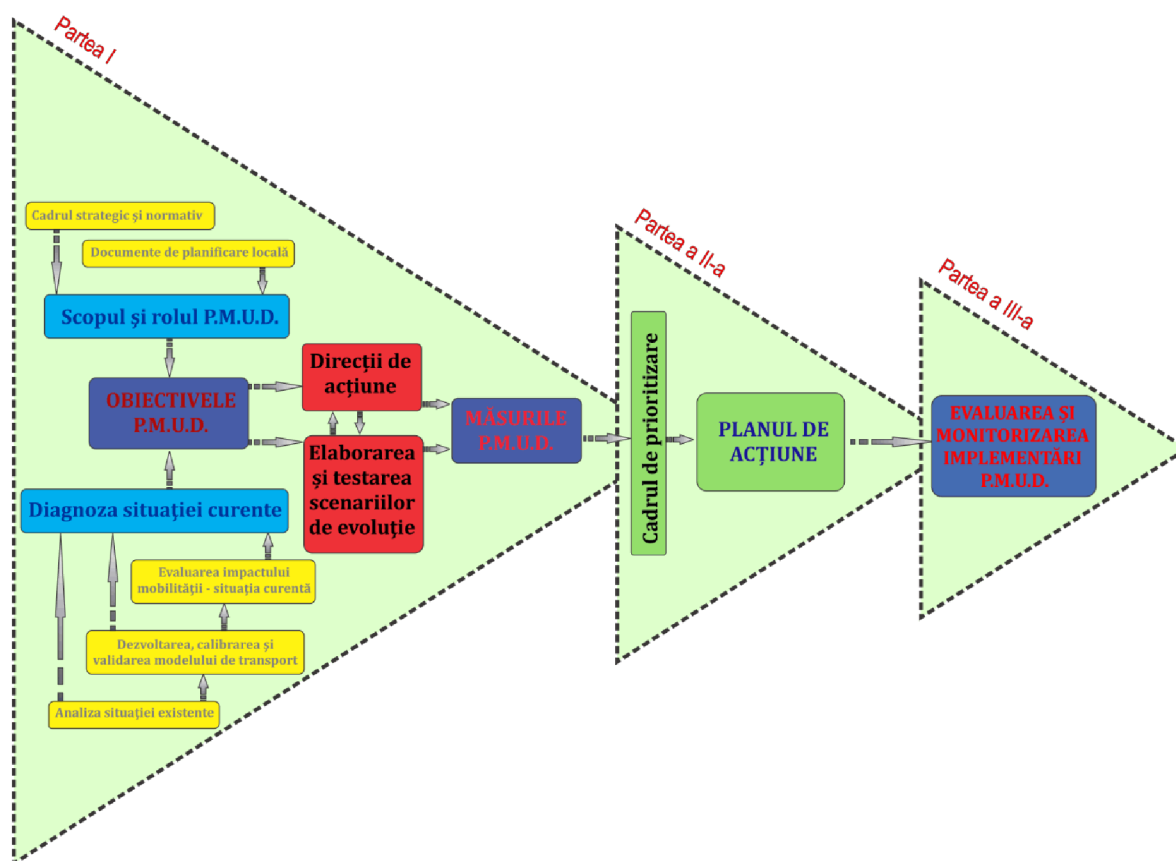 Partea I
Cadrul strategic și normativ
Documente de planificare locală
Scopul și rolul P.M.U.D.
OBIECTIVELE
P.M.U.D.
Diagnoza situației curente
Evaluarea impactului
mobilității - situația curentă
Dezvoltarea, calibrarea și
validarea modelului de transport
Analiza situației existente
Direcții de
acțiune
Elaborarea
și testarea
scenariilor
de evoluție
MĂSURILE
P.M.U.D.
Partea a II-a
Cadrul de prioritizare
PLANUL DE
ACȚIUNE
Partea a III-a
EVALUAREA ȘI
MONITORIZAREA
IMPLEMENTĂRI
P.M.U.D.